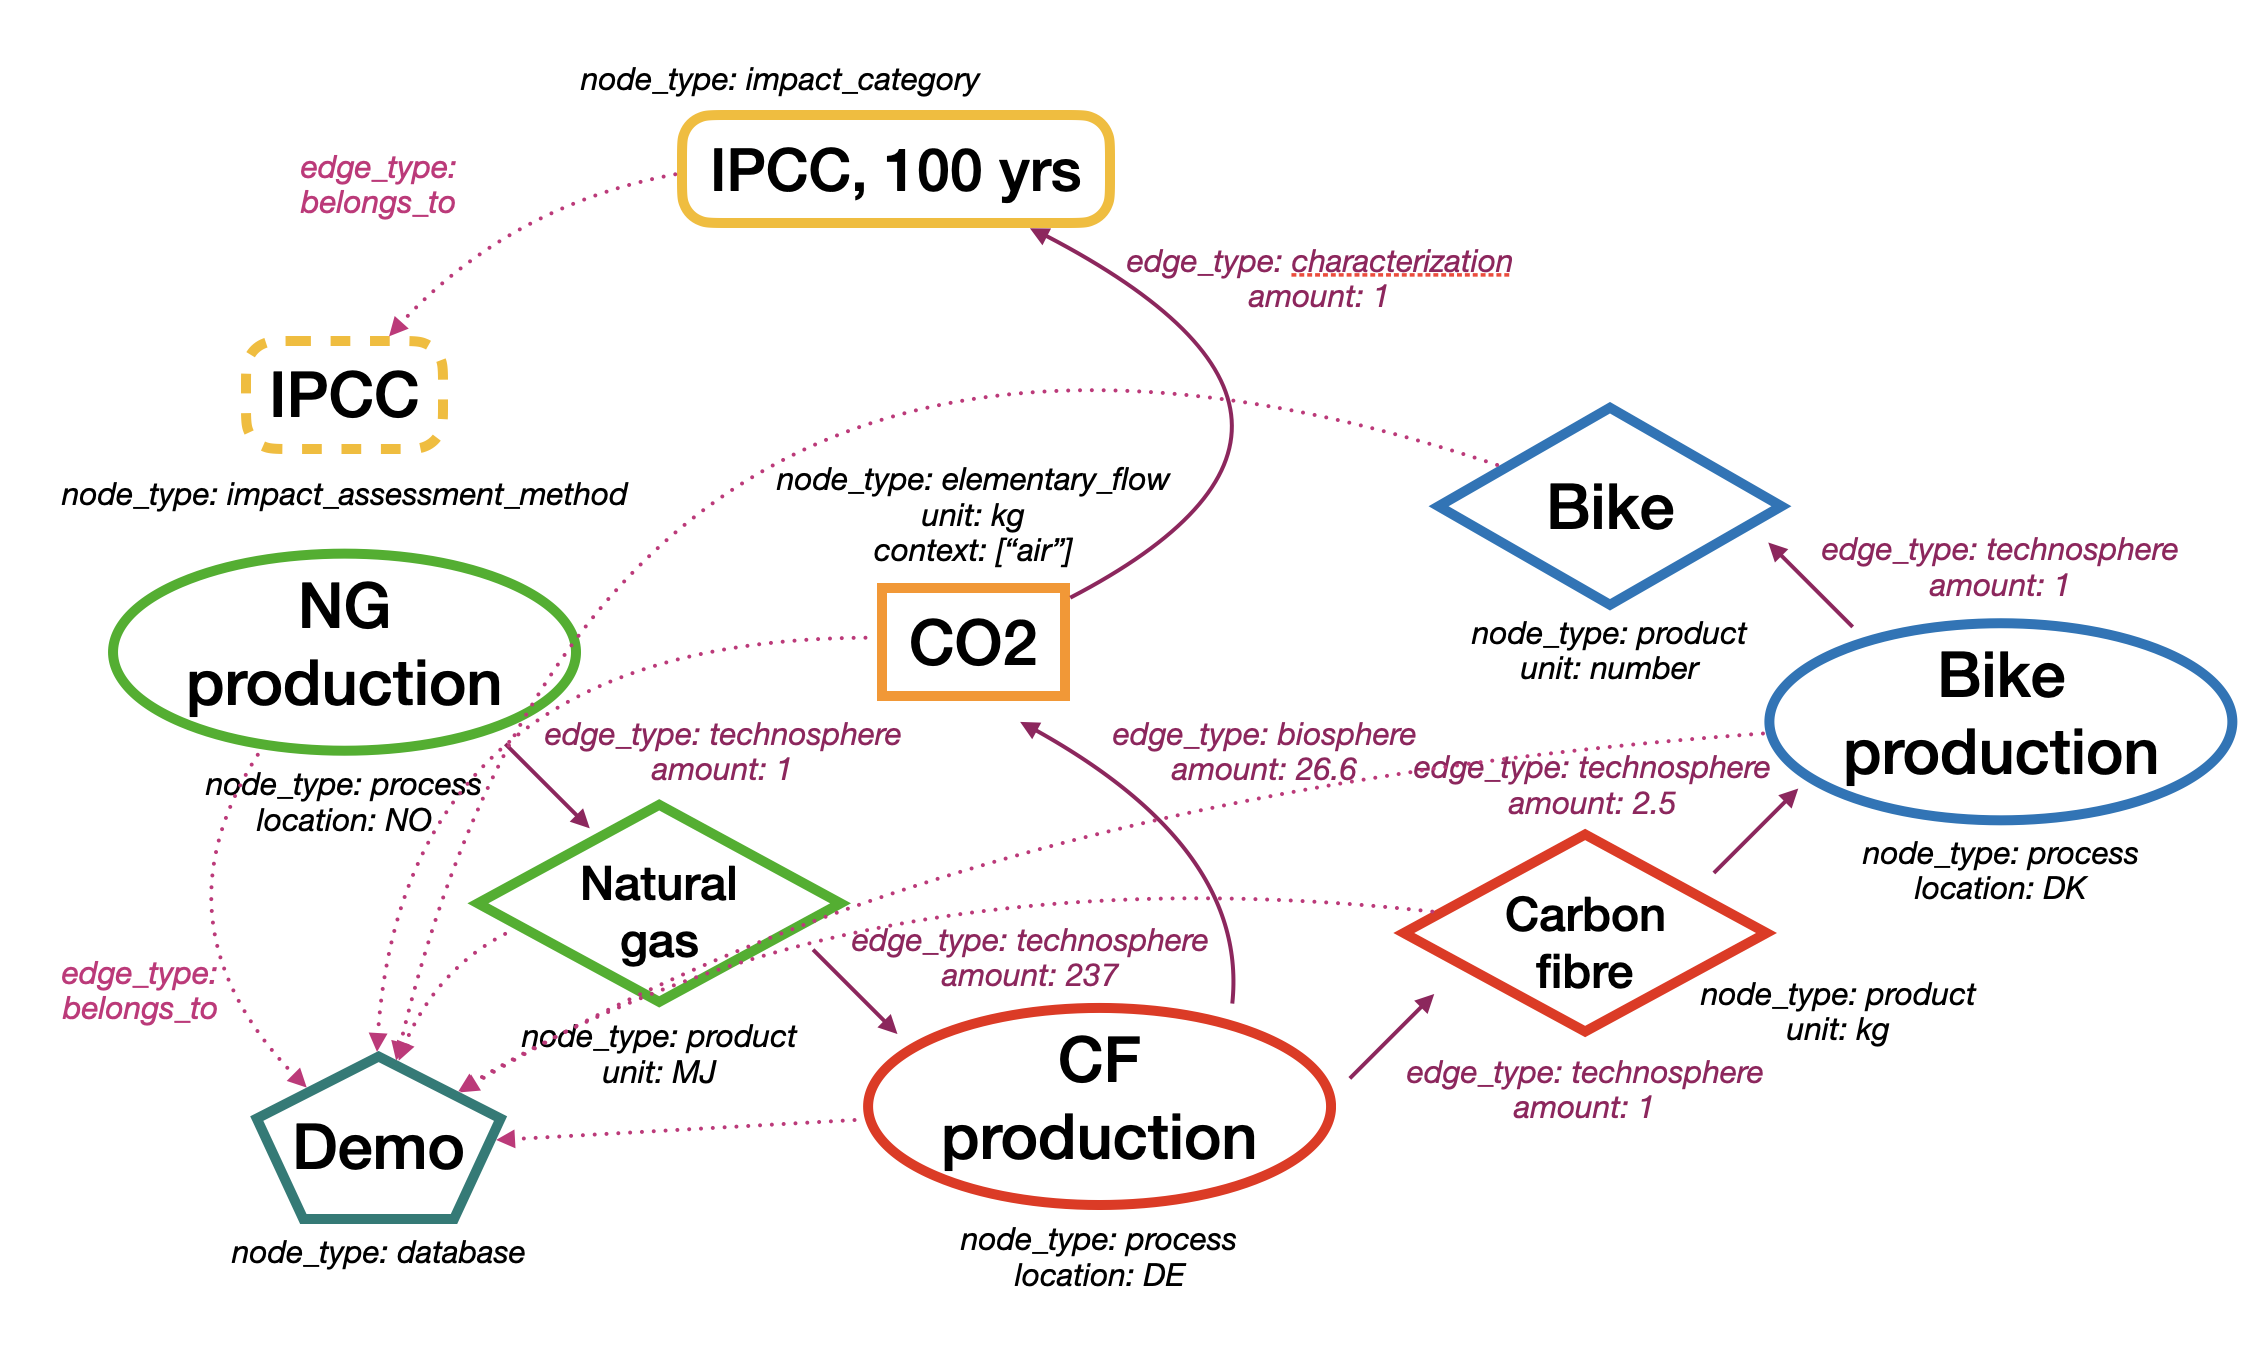 node_type: impact_category
IPCC, 100 yrs
edge_type:
belongs_to
edge_type: characterization
amount: 1
IPCC
node_type: impact_assessment_method
node_type: elementary_flow
unit: kg
context: [“air”]
CO2
Bike
node_type: product
unit: number
edge_type: technosphere
amount: 1
Bike
production
node_type: process
location: DK
NG
production
node_type: process
location: NO
edge_type: technosphere
amount: 1
edge_type: biosphere
amount: 26.6
edge_type: technosphere
amount: 2.5
Natural
gas
node_type: product
unit: MJ
edge_type: technosphere
amount: 237
Carbon
fibre
node_type: product
unit: kg
edge_type:
belongs_to
CF
production
node_type: process
location: DE
edge_type: technosphere
amount: 1
Demo
node_type: database